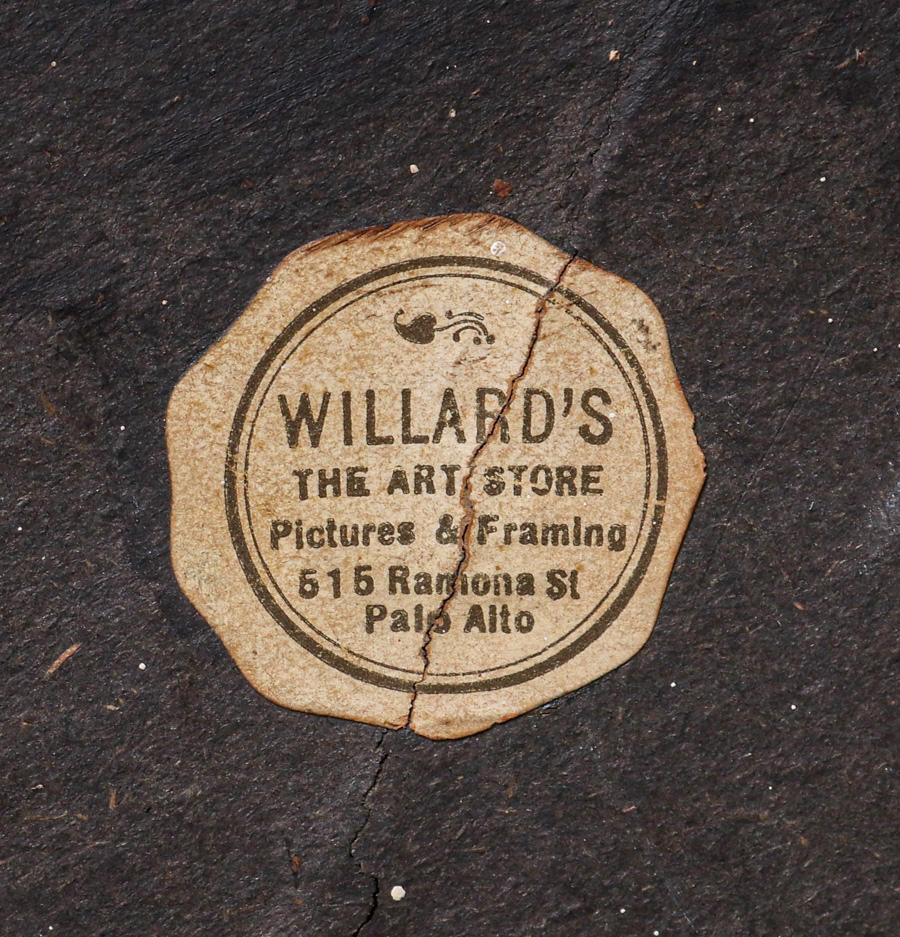 WILLARD'S
THE ART STORE
Pictures & Framing
515 Ramona St
Palo Alto